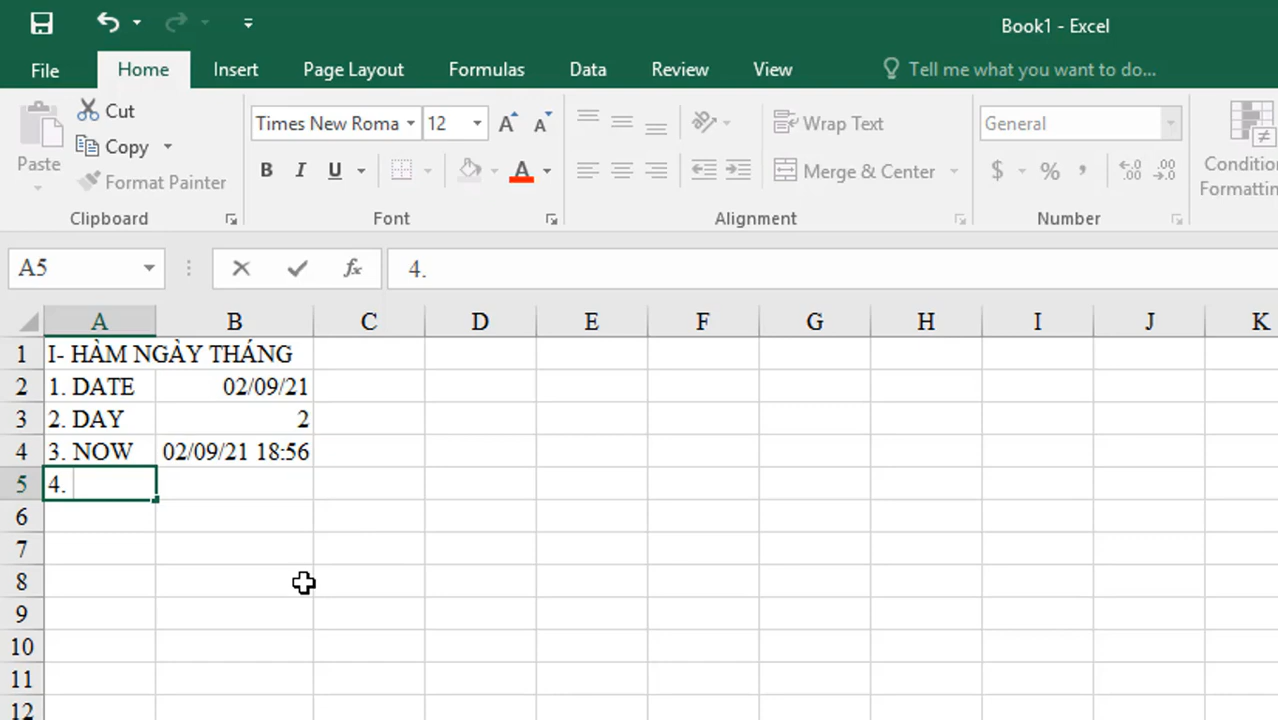 Book1 - Excel
File Home Insert Page Layout Formulas Data Review View Tell me what you want to do...
Paste Cut Copy Format Painter
Clipboard
Times New Roma 12
B I U A
Font
Wrap Text
Merge & Center
Alignment
General
$ %
Number
Condition
Formatting
A5 fx 4.
A B C D E F G H I J K
1 I- HÀM NGÀY THÁNG
2 1. DATE 02/09/21
3 2. DAY 2
4 3. NOW 02/09/21 18:56
5 4.
6
7
8
9
10
11
12